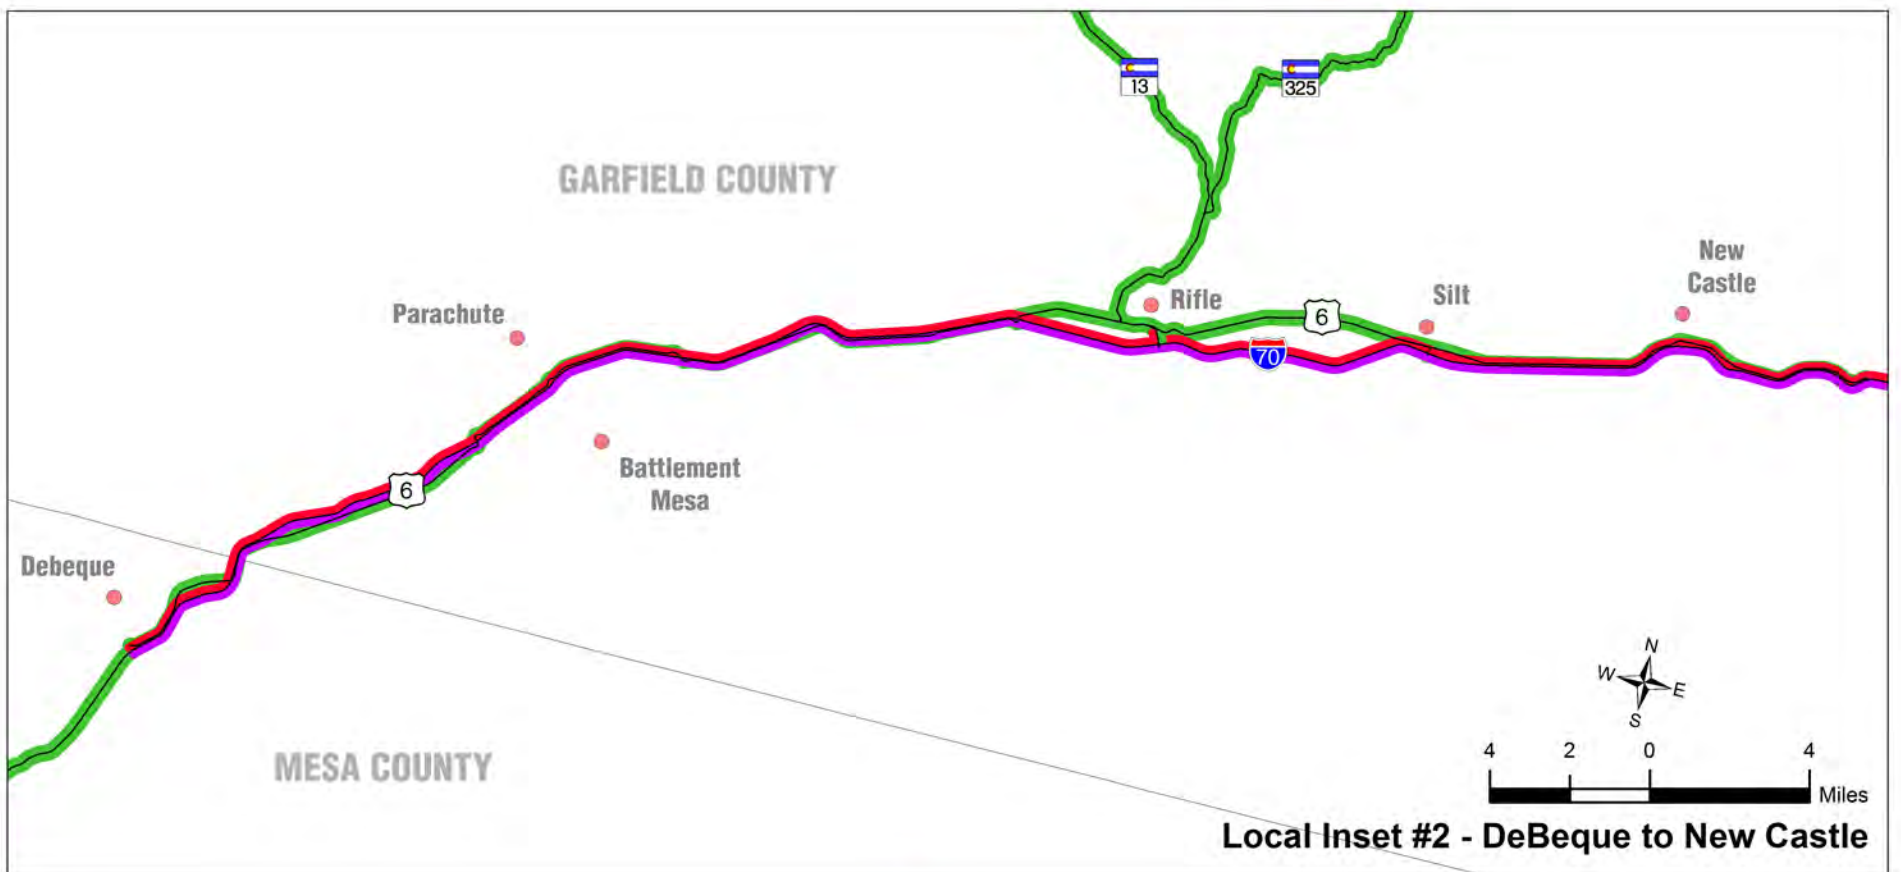 13
325
GARFIELD COUNTY
New
Castle
Rifle
Silt
Parachute
6
70
Battlement
Mesa
6
Debeque
N
W
E
S
MESA COUNTY
4 2 0 4
Miles
Local Inset #2 - DeBeque to New Castle